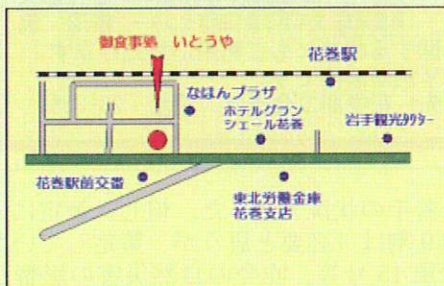 御食事処 いとうや
花巻駅
なはんプラザ
ホテルグラン
シェール花巻
岩手観光タクシー
花巻駅前交番
東北労働金庫
花巻支店